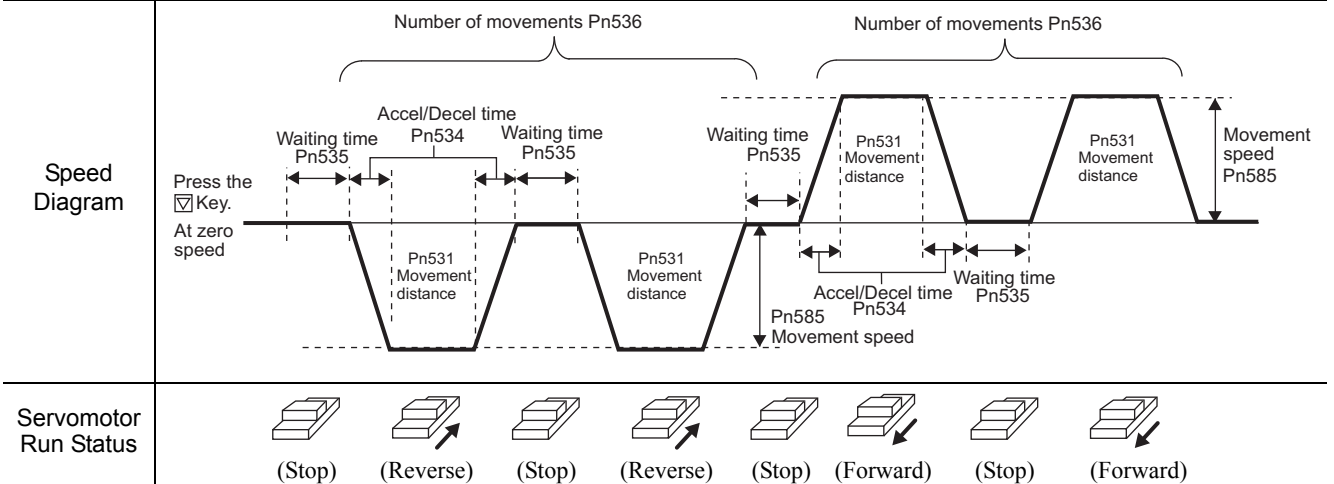 Number of movements Pn536
Number of movements Pn536
Accel/Decel time
Pn534
Waiting time
Pn535
Waiting time
Pn535
Waiting time
Pn535
Pn531
Movement
distance
Pn531
Movement
distance
Movement
speed
Pn585
Speed
Diagram
Press the
▽ Key.
At zero
speed
Pn531
Movement
distance
Pn531
Movement
distance
Accel/Decel time
Pn534
Waiting time
Pn535
Pn585
Movement speed
Servomotor
Run Status
(Stop) (Reverse) (Stop) (Reverse) (Stop) (Forward) (Stop) (Forward)